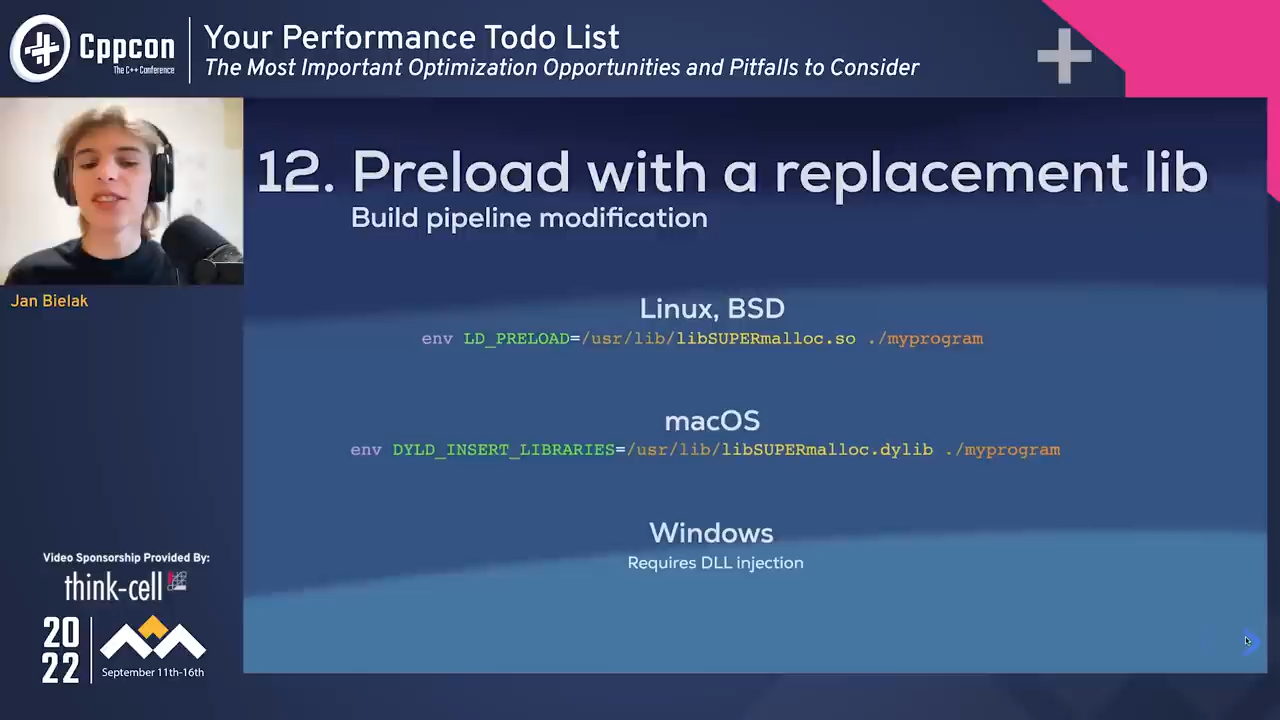 Cppcon
The C++ Conference
Your Performance Todo List
The Most Important Optimization Opportunities and Pitfalls to Consider
Jan Bielak
12. Preload with a replacement lib
Build pipeline modification
Linux, BSD
env LD_PRELOAD=/usr/lib/libSUPERmalloc.so ./myprogram
macOS
env DYLD_INSERT_LIBRARIES=/usr/lib/libSUPERmalloc.dylib ./myprogram
Windows
Requires DLL injection
Video Sponsorship Provided By:
think-cell
20
22
September 11th-16th